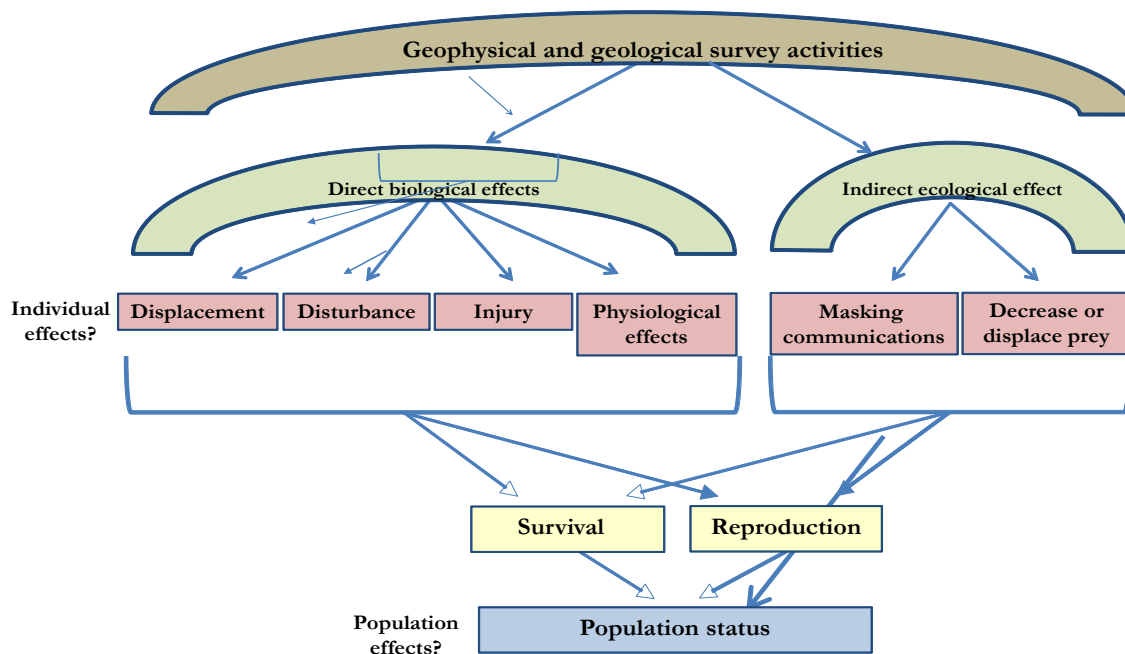 Geophysical and geological survey activities
Direct biological effects
Indirect ecological effect
Individual
effects?
Displacement
Disturbance
Injury
Physiological
effects
Masking
communications
Decrease or
displace prey
Survival
Reproduction
Population
effects?
Population status